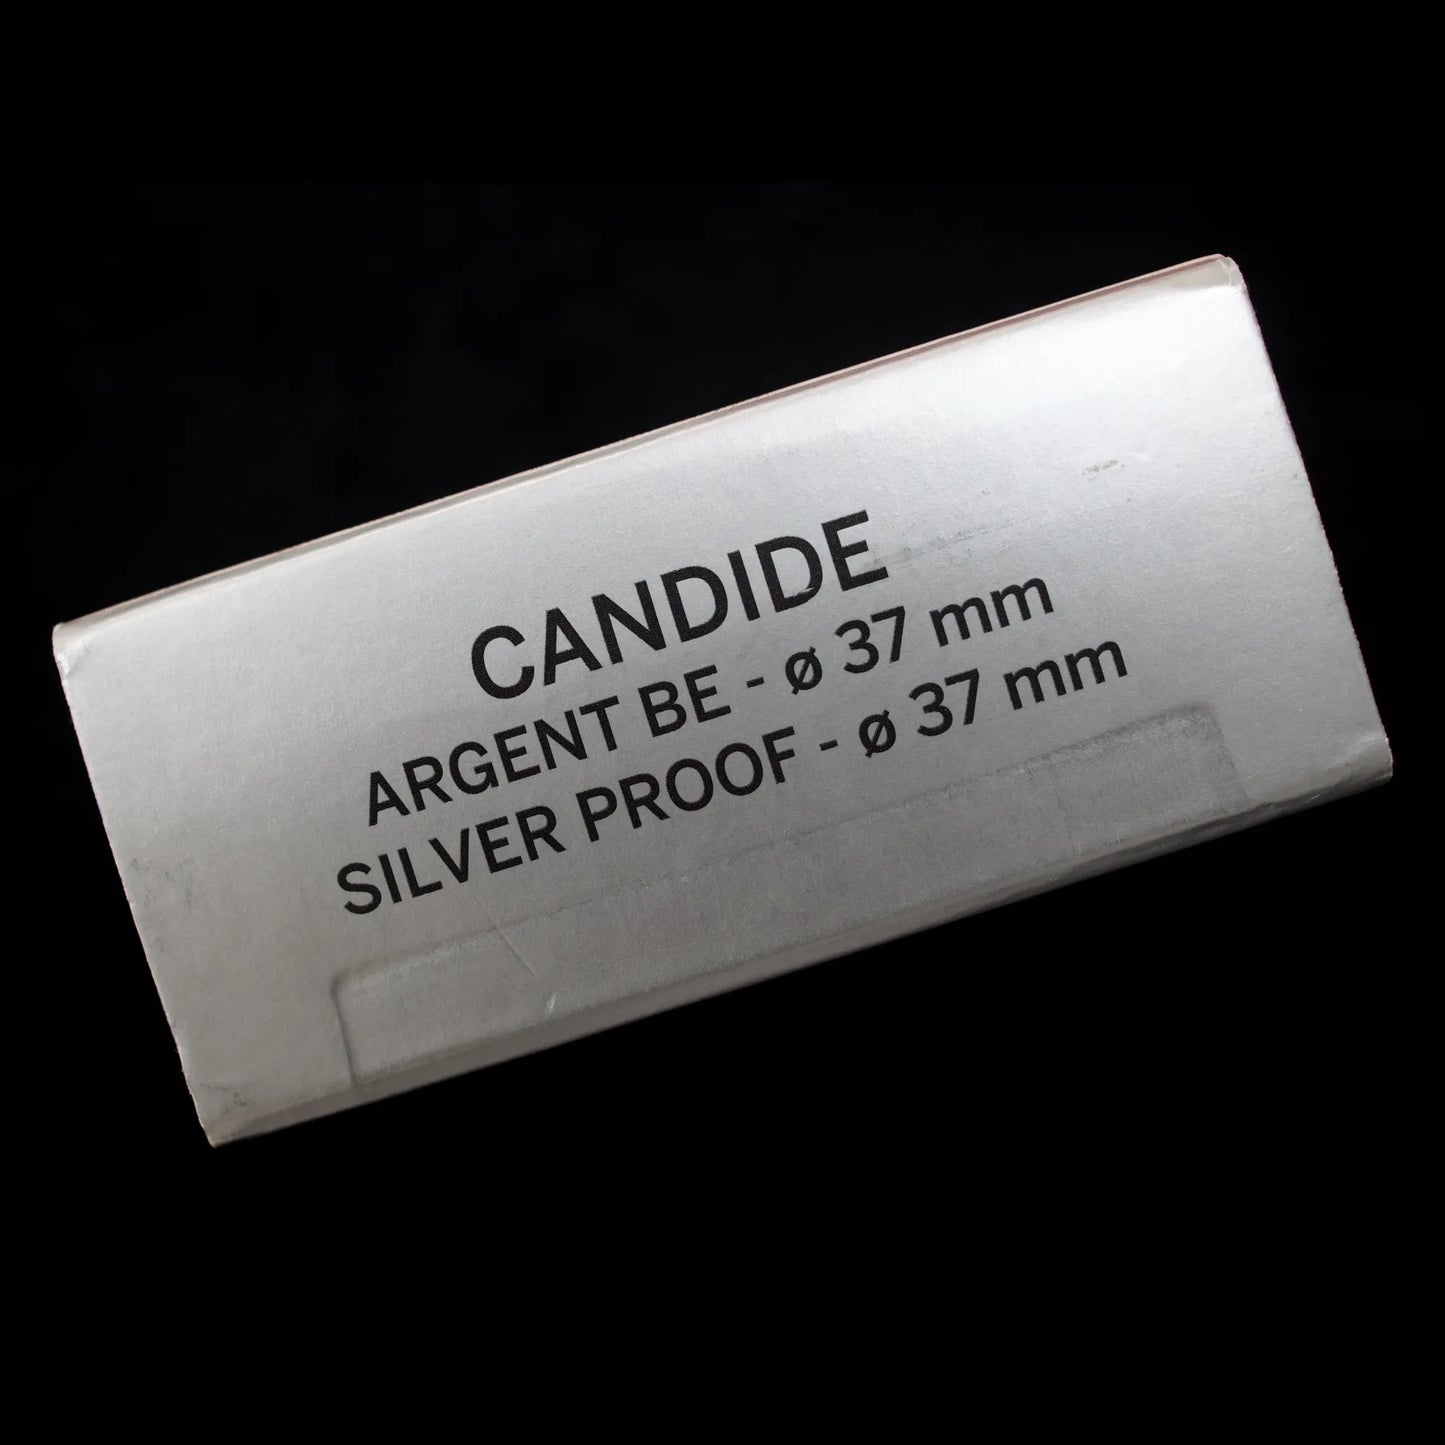 CANDIDE
ARGENT BE - ø 37 mm
SILVER PROOF - ø 37 mm